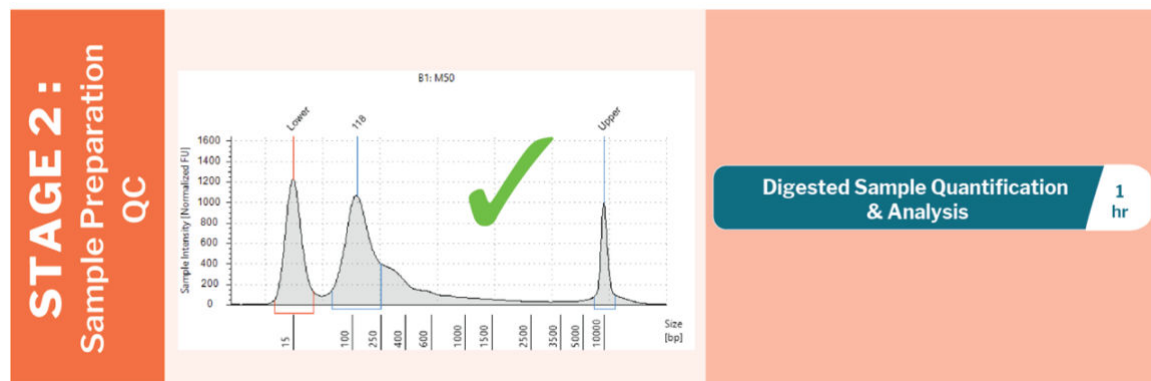 STAGE 2:
Sample Preparation
QC
B1: M50
Lower
118
Upper
Sample Intensity [Normalized FU]
1600
1400
1200
1000
800
600
400
200
0
15
100
250
400
600
1000
1500
2500
3500
5000
10000
Size
[bp]
Digested Sample Quantification
& Analysis
1
hr